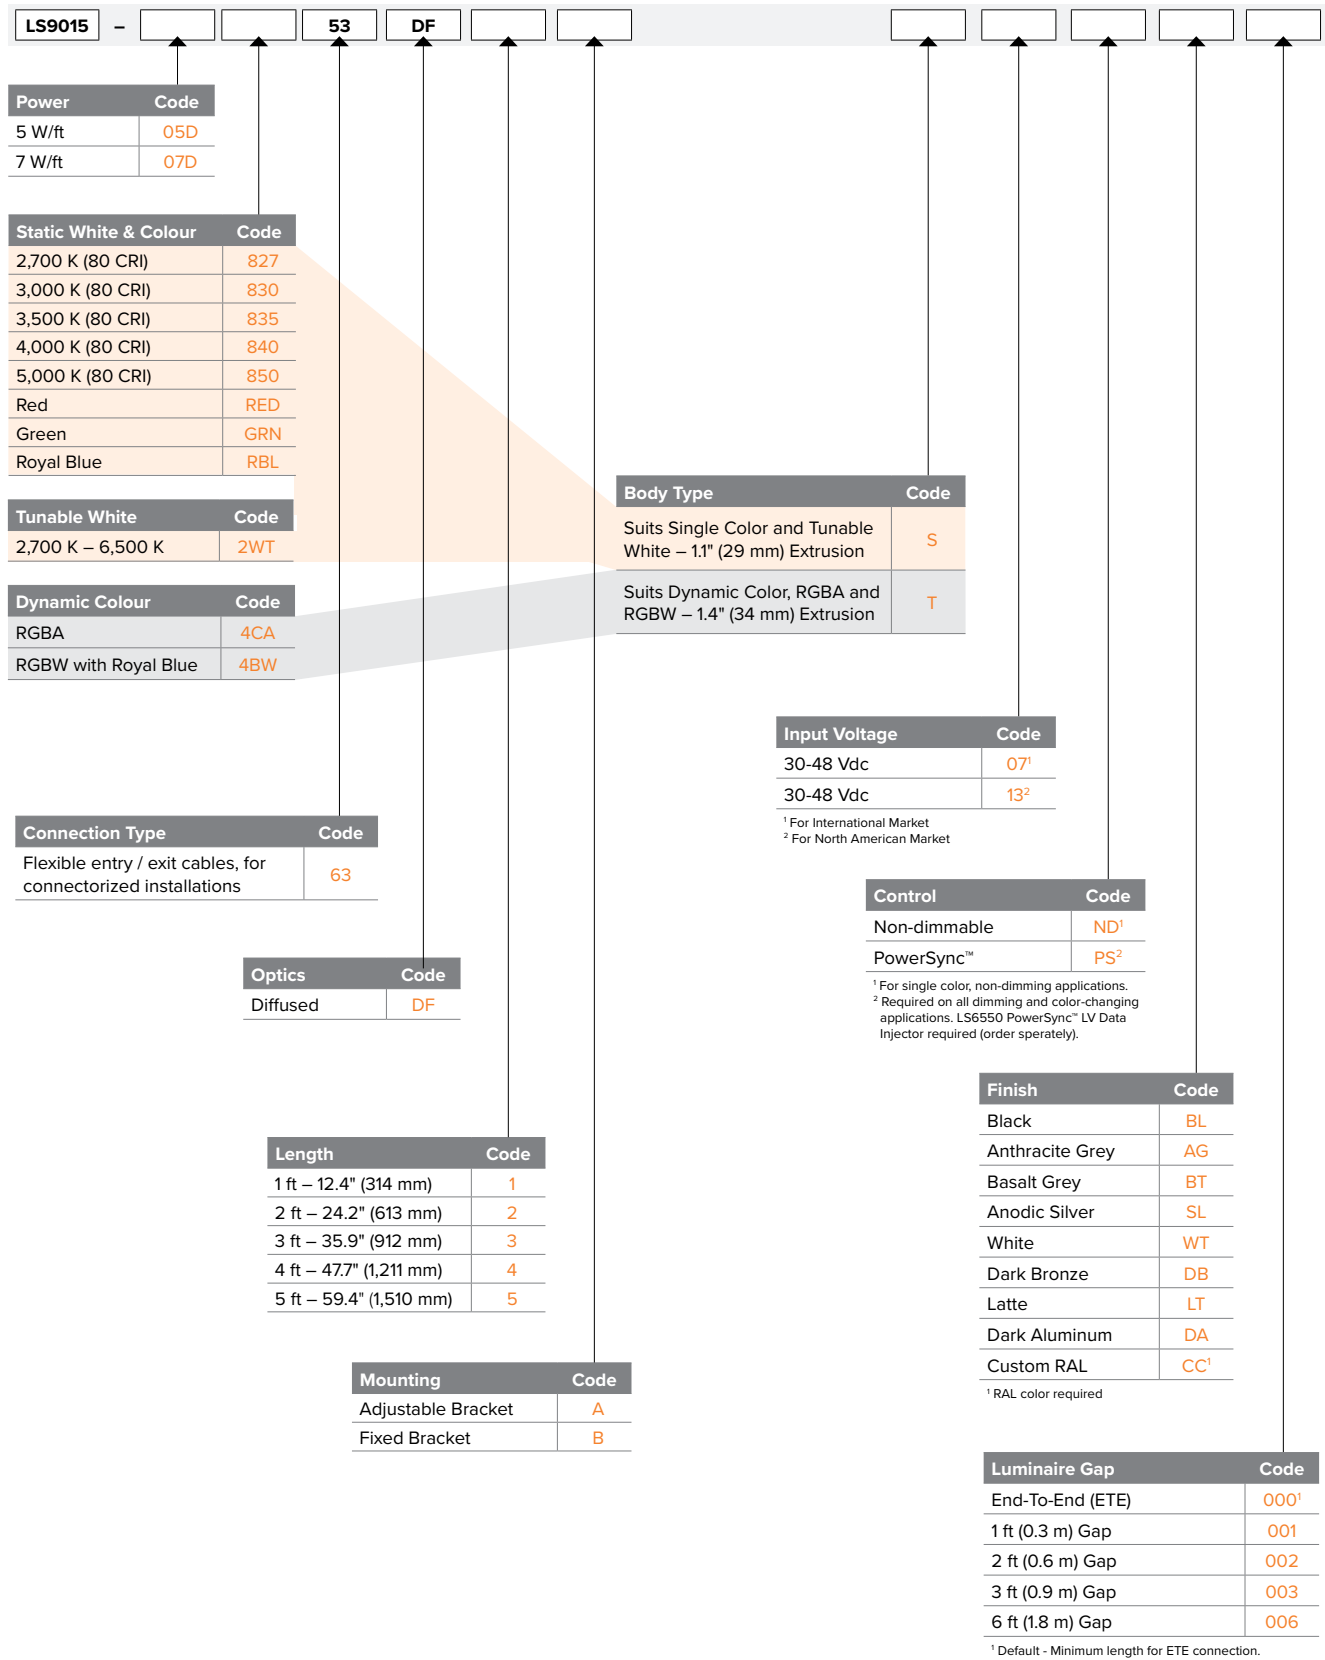 LS9015 – 53 DF
Power Code
5 W/ft 05D
7 W/ft 07D
Static White & Colour Code
2,700 K (80 CRI) 827
3,000 K (80 CRI) 830
3,500 K (80 CRI) 835
4,000 K (80 CRI) 840
5,000 K (80 CRI) 850
Red RED
Green GRN
Royal Blue RBL
Tunable White Code
2,700 K – 6,500 K 2WT
Dynamic Colour Code
RGBA 4CA
RGBW with Royal Blue 4BW
Body Type Code
Suits Single Color and Tunable
White – 1.1" (29 mm) Extrusion S
Suits Dynamic Color, RGBA and
RGBW – 1.4" (34 mm) Extrusion T
Input Voltage Code
30-48 Vdc 07¹
30-48 Vdc 13²
¹ For International Market
² For North American Market
Connection Type Code
Flexible entry / exit cables, for
connectorized installations 63
Control Code
Non-dimmable ND¹
PowerSync™ PS²
¹ For single color, non-dimming applications.
² Required on all dimming and color-changing
applications. LS6550 PowerSync™ LV Data
Injector required (order sperately).
Optics Code
Diffused DF
Finish Code
Black BL
Anthracite Grey AG
Basalt Grey BT
Anodic Silver SL
White WT
Dark Bronze DB
Latte LT
Dark Aluminum DA
Custom RAL CC¹
¹ RAL color required
Length Code
1 ft – 12.4" (314 mm) 1
2 ft – 24.2" (613 mm) 2
3 ft – 35.9" (912 mm) 3
4 ft – 47.7" (1,211 mm) 4
5 ft – 59.4" (1,510 mm) 5
Mounting Code
Adjustable Bracket A
Fixed Bracket B
Luminaire Gap Code
End-To-End (ETE) 000¹
1 ft (0.3 m) Gap 001
2 ft (0.6 m) Gap 002
3 ft (0.9 m) Gap 003
6 ft (1.8 m) Gap 006
¹ Default - Minimum length for ETE connection.